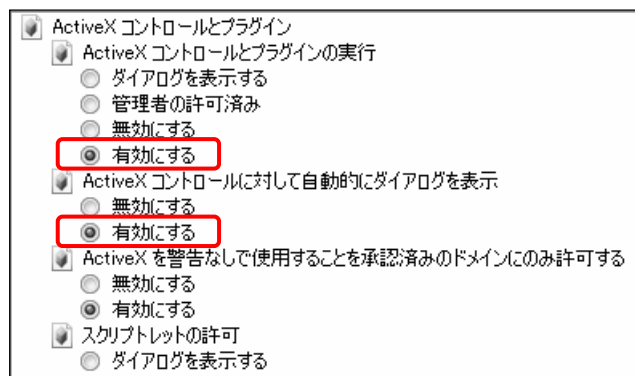 ActiveX コントロールとプラグイン
ActiveX コントロールとプラグインの実行
ダイアログを表示する
管理者の許可済み
無効にする
有効にする
ActiveX コントロールに対して自動的にダイアログを表示
無効にする
有効にする
ActiveX を警告なしで使用することを承認済みのドメインにのみ許可する
無効にする
有効にする
スクリプトレットの許可
ダイアログを表示する